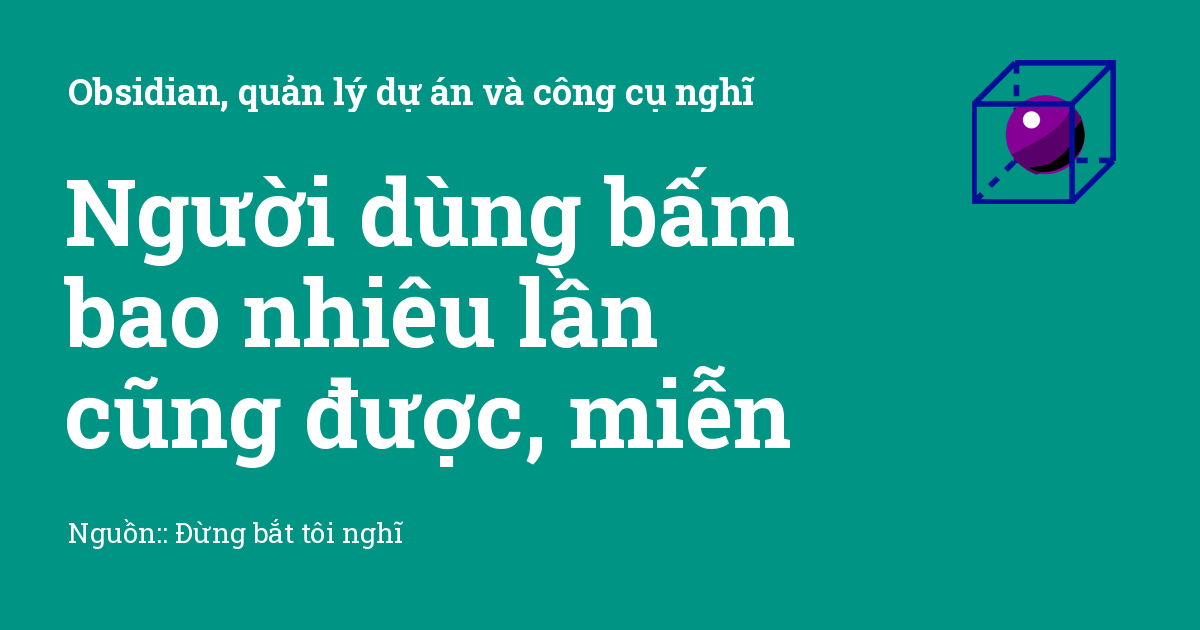 Obsidian, quản lý dự án và công cụ nghĩ
Người dùng bấm
bao nhiêu lần
cũng được, miễn
Nguồn:: Đừng bắt tôi nghĩ